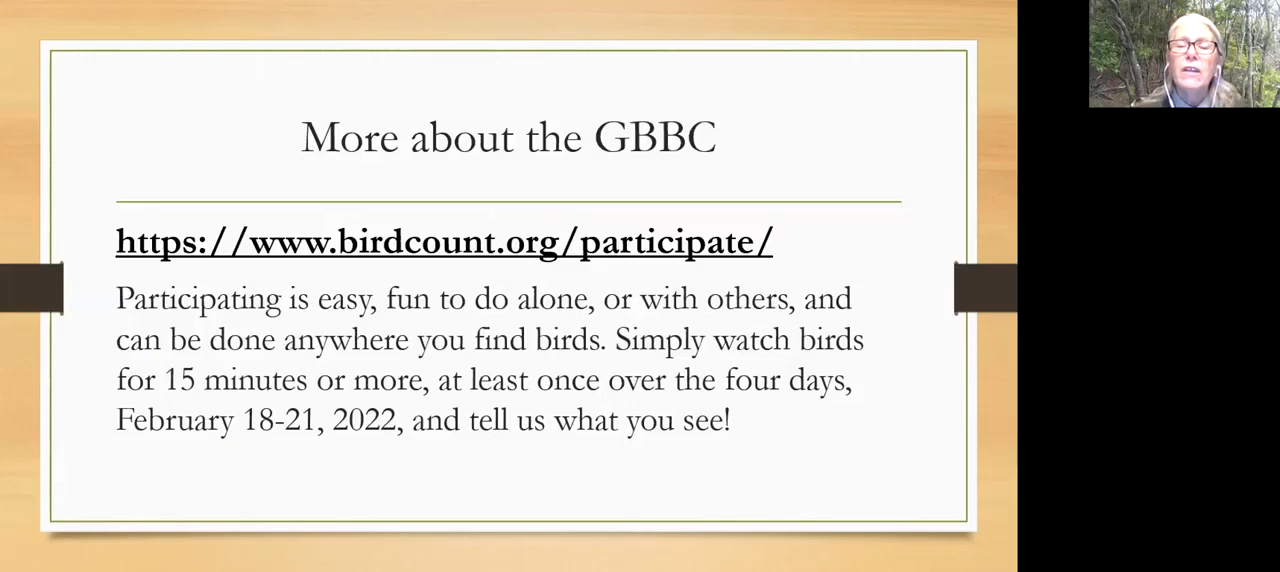 More about the GBBC
https://www.birdcount.org/participate/
Participating is easy, fun to do alone, or with others, and
can be done anywhere you find birds. Simply watch birds
for 15 minutes or more, at least once over the four days,
February 18-21, 2022, and tell us what you see!